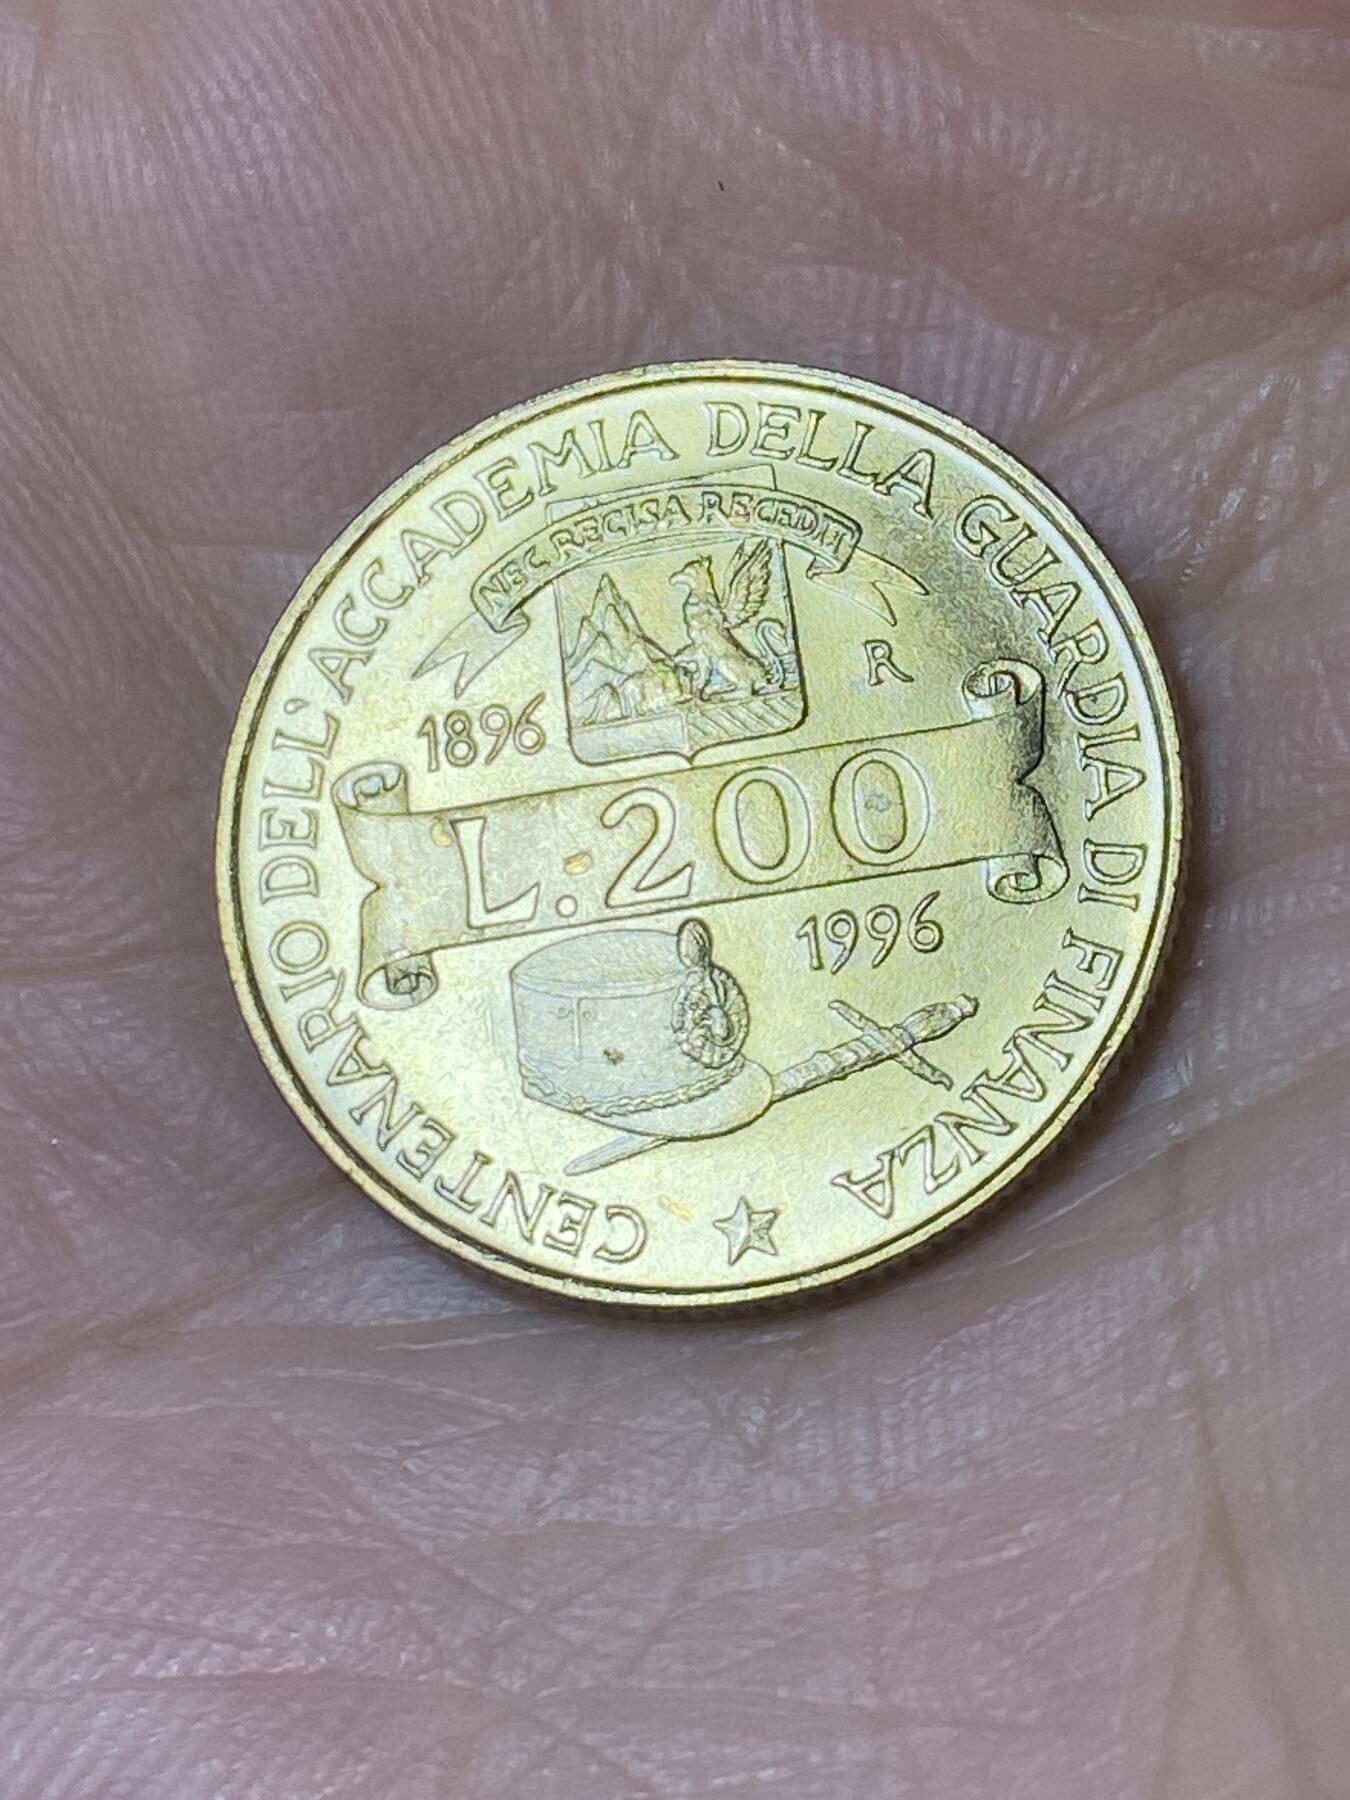 CENTENARIO DELL'ACCADEMIA DELLA GUARDIA DI FINANZA
NEC RECISA RECEDIT
R
1896
L.200
1996